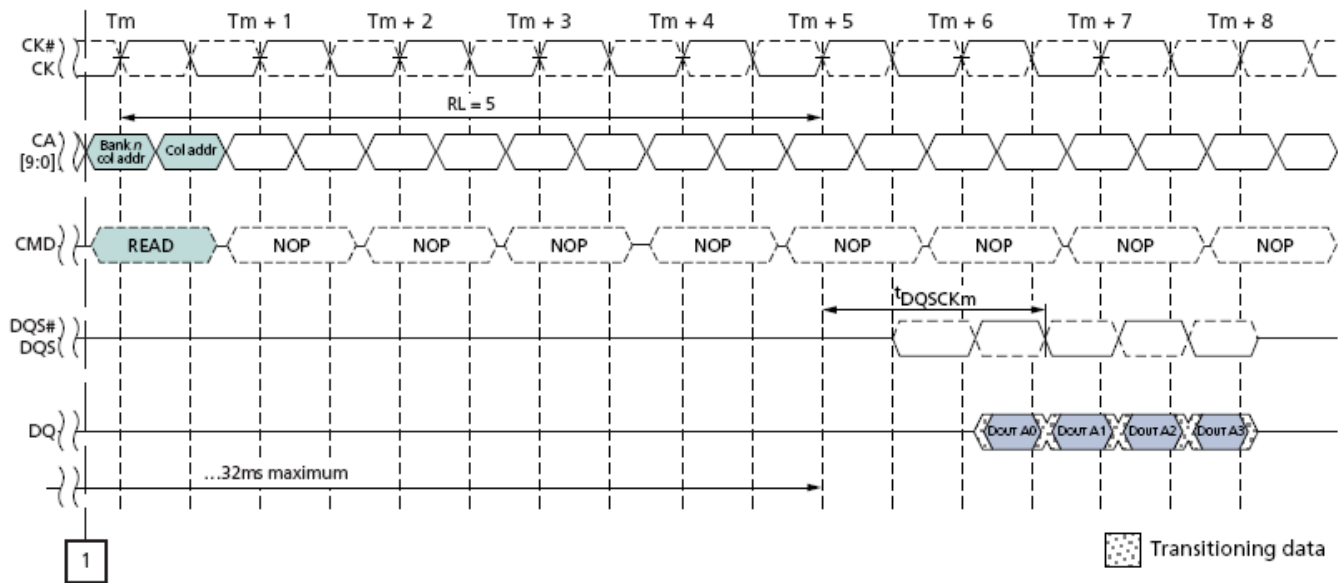 Tm Tm + 1 Tm + 2 Tm + 3 Tm + 4 Tm + 5 Tm + 6 Tm + 7 Tm + 8
CK#
CK
RL = 5
CA
[9:0]
Bank n
col addr
Col addr
CMD READ NOP NOP NOP NOP NOP NOP NOP NOP
tDQSCKm
DQS#
DQS
DQ DOUT A0 DOUT A1 DOUT A2 DOUT A3
...32ms maximum
1
Transitioning data